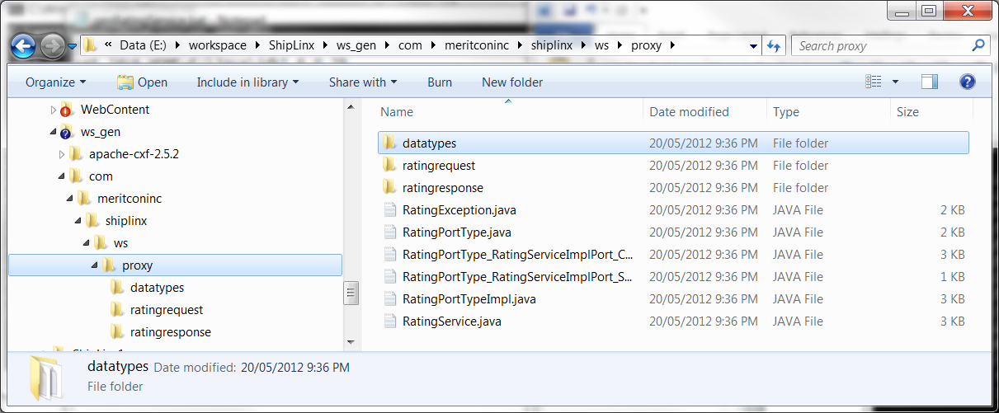 « Data (E:) ▸ workspace ▸ ShipLinx ▸ ws_gen ▸ com ▸ meritconinc ▸ shiplinx ▸ ws ▸ proxy ▸
Search proxy
Organize Open Include in library Share with Burn New folder
WebContent
ws_gen
apache-cxf-2.5.2
com
meritconinc
shiplinx
ws
proxy
datatypes
ratingrequest
ratingresponse
Name Date modified Type Size
datatypes 20/05/2012 9:36 PM File folder
ratingrequest 20/05/2012 9:36 PM File folder
ratingresponse 20/05/2012 9:36 PM File folder
RatingException.java 20/05/2012 9:36 PM JAVA File 2 KB
RatingPortType.java 20/05/2012 9:36 PM JAVA File 2 KB
RatingPortType_RatingServiceImplPort_C... 20/05/2012 9:36 PM JAVA File 3 KB
RatingPortType_RatingServiceImplPort_S... 20/05/2012 9:36 PM JAVA File 1 KB
RatingPortTypeImpl.java 20/05/2012 9:36 PM JAVA File 3 KB
RatingService.java 20/05/2012 9:36 PM JAVA File 3 KB
datatypes Date modified: 20/05/2012 9:36 PM
File folder